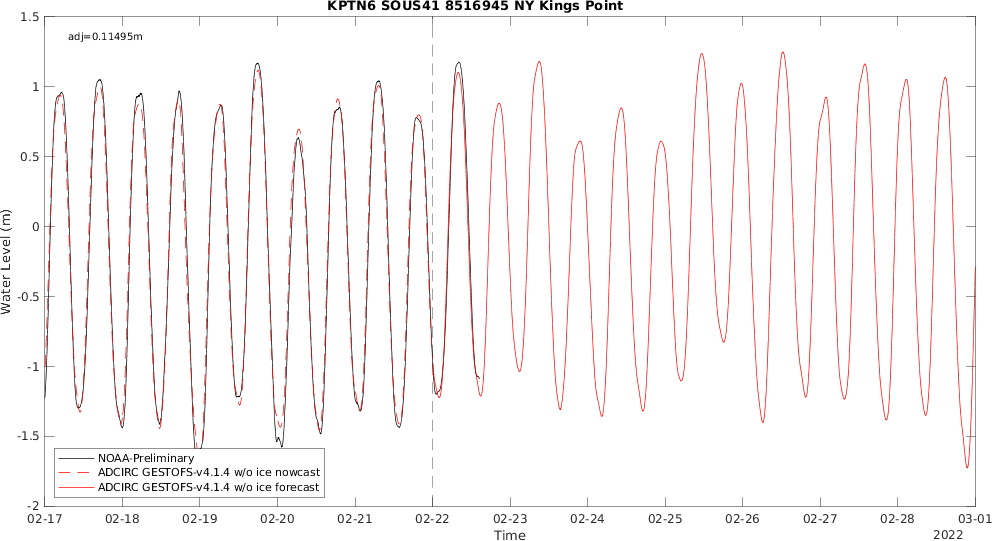 KPTN6 SOUS41 8516945 NY Kings Point
adj=0.11495m
1.5
1
0.5
0
-0.5
-1
-1.5
-2
Water Level (m)
NOAA-Preliminary
ADCIRC GESTOFS-v4.1.4 w/o ice nowcast
ADCIRC GESTOFS-v4.1.4 w/o ice forecast
02-17 02-18 02-19 02-20 02-21 02-22 02-23 02-24 02-25 02-26 02-27 02-28 03-01
Time
2022